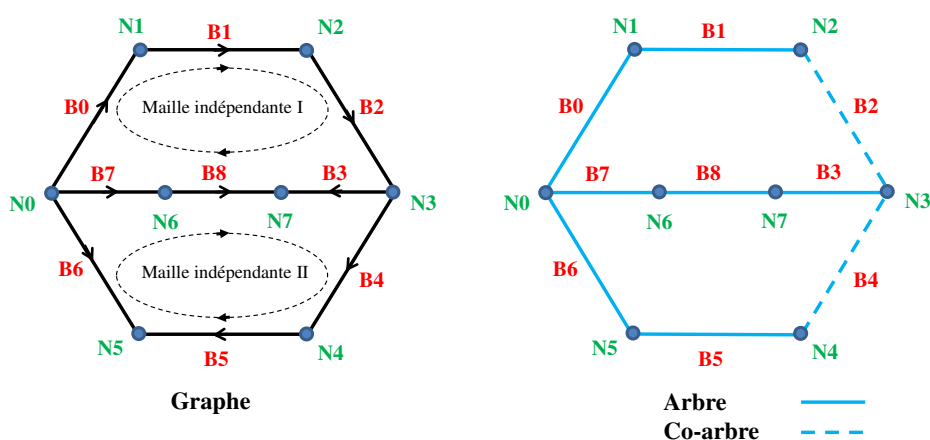 N1 B1 N2
B0 Maille indépendante I B2
B7 B8 B3
N0 N6 N7 N3
B6 Maille indépendante II B4
N5 B5 N4
Graphe
N1 B1 N2
B0 B2
B7 B8 B3
N0 N6 N7 N3
B6 B4
N5 B5 N4
Arbre
Co-arbre